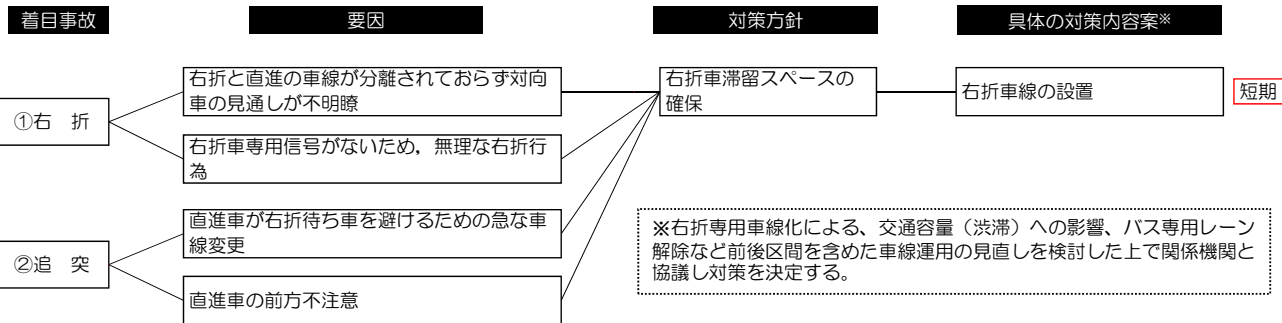 着目事故
要因
対策方針
具体の対策内容案※
①右　折
右折と直進の車線が分離されておらず対向
車の見通しが不明瞭
右折車専用信号がないため，無理な右折行
為
右折車滞留スペースの
確保
右折車線の設置
短期
②追　突
直進車が右折待ち車を避けるための急な車
線変更
直進車の前方不注意
※右折専用車線化による、交通容量（渋滞）への影響、バス専用レーン
解除など前後区間を含めた車線運用の見直しを検討した上で関係機関と
協議し対策を決定する。